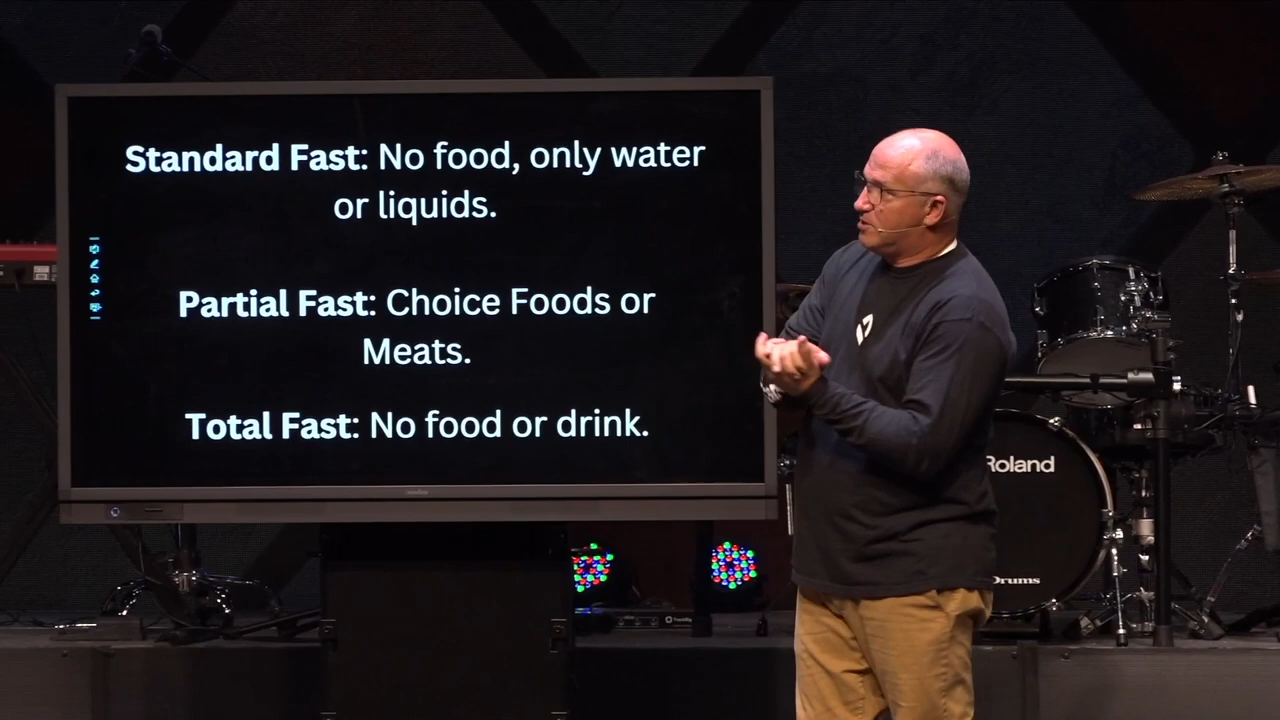 Standard Fast: No food, only water
or liquids.
Partial Fast: Choice Foods or
Meats.
Total Fast: No food or drink.
Roland
Drums